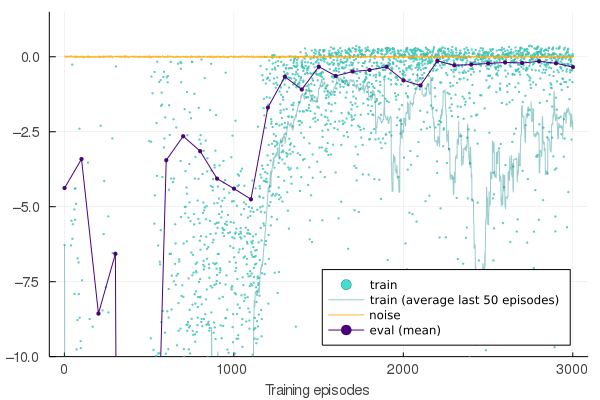 0.0
−2.5
−5.0
−7.5
−10.0
0
1000
2000
3000
Training episodes
train
train (average last 50 episodes)
noise
eval (mean)